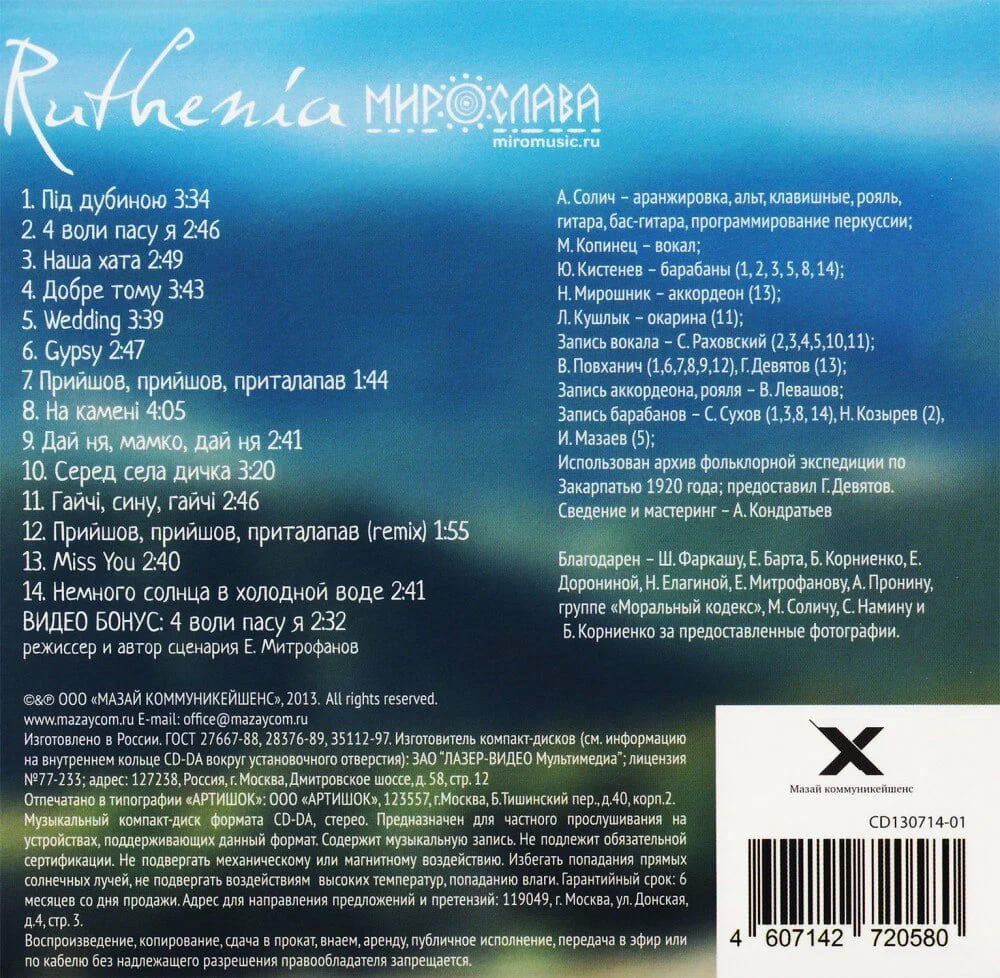 Ruthenia МИРОСЛАВА
miromusic.ru
1. Під дубиною 3:34
2. 4 воли пасу я 2:46
3. Наша хата 2:49
4. Добре тому 3:43
5. Wedding 3:39
6. Gypsy 2:47
7. Прийшов, прийшов, приталапав 1:44
8. На камені 4:05
9. Дай ня, мамко, дай ня 2:41
10. Серед села дичка 3:20
11. Гайчі, сину, гайчі 2:46
12. Прийшов, прийшов, приталапав (remix) 1:55
13. Miss You 2:40
14. Немного солнца в холодной воде 2:41
ВИДЕО БОНУС: 4 воли пасу я 2:32
режиссер и автор сценария Е. Митрофанов
А. Солич – аранжировка, альт, клавишные, рояль,
гитара, бас-гитара, программирование перкуссии;
М. Копинец – вокал;
Ю. Кистенев – барабаны (1, 2, 3, 5, 8, 14);
Н. Мирошник – аккордеон (13);
Л. Кушлык – окарина (11);
Запись вокала – С. Раховский (2,3,4,5,10,11);
В. Повханич (1,6,7,8,9,12), Г. Девятов (13);
Запись аккордеона, рояля – В. Левашов;
Запись барабанов – С. Сухов (1,3,8, 14), Н. Козырев (2),
И. Мазаев (5);
Использован архив фольклорной экспедиции по
Закарпатью 1920 года; предоставил Г. Девятов.
Сведение и мастеринг – А. Кондратьев
Благодарен – Ш. Фаркашу, Е. Барта, Б. Корниенко, Е.
Дорониной, Н. Елагиной, Е. Митрофанову, А. Пронину,
группе «Моральный кодекс», М. Соличу, С. Намину и
Б. Корниенко за предоставленные фотографии.
©&℗ ООО «МАЗАЙ КОММУНИКЕЙШЕНС», 2013. All rights reserved.
www.mazaycom.ru E-mail: office@mazaycom.ru
Изготовлено в России. ГОСТ 27667-88, 28376-89, 35112-97. Изготовитель компакт-дисков (см. информацию
на внутреннем кольце CD-DA вокруг установочного отверстия): ЗАО "ЛАЗЕР-ВИДЕО Мультимедиа"; лицензия
№77-233; адрес: 127238, Россия, г. Москва, Дмитровское шоссе, д. 58, стр. 12
Отпечатано в типографии «АРТИШОК»: ООО «АРТИШОК», 123557, г.Москва, Б.Тишинский пер., д.40, корп.2.
Музыкальный компакт-диск формата CD-DA, стерео. Предназначен для частного прослушивания на
устройствах, поддерживающих данный формат. Содержит музыкальную запись. Не подлежит обязательной
сертификации. Не подвергать механическому или магнитному воздействию. Избегать попадания прямых
солнечных лучей, не подвергать воздействиям высоких температур, попаданию влаги. Гарантийный срок: 6
месяцев со дня продажи. Адрес для направления предложений и претензий: 119049, г. Москва, ул. Донская,
д.4, стр. 3.
Воспроизведение, копирование, сдача в прокат, внаем, аренду, публичное исполнение, передача в эфир или
по кабелю без надлежащего разрешения правообладателя запрещается.
X
Мазай коммуникейшенс
CD130714-01
4 607142 720580